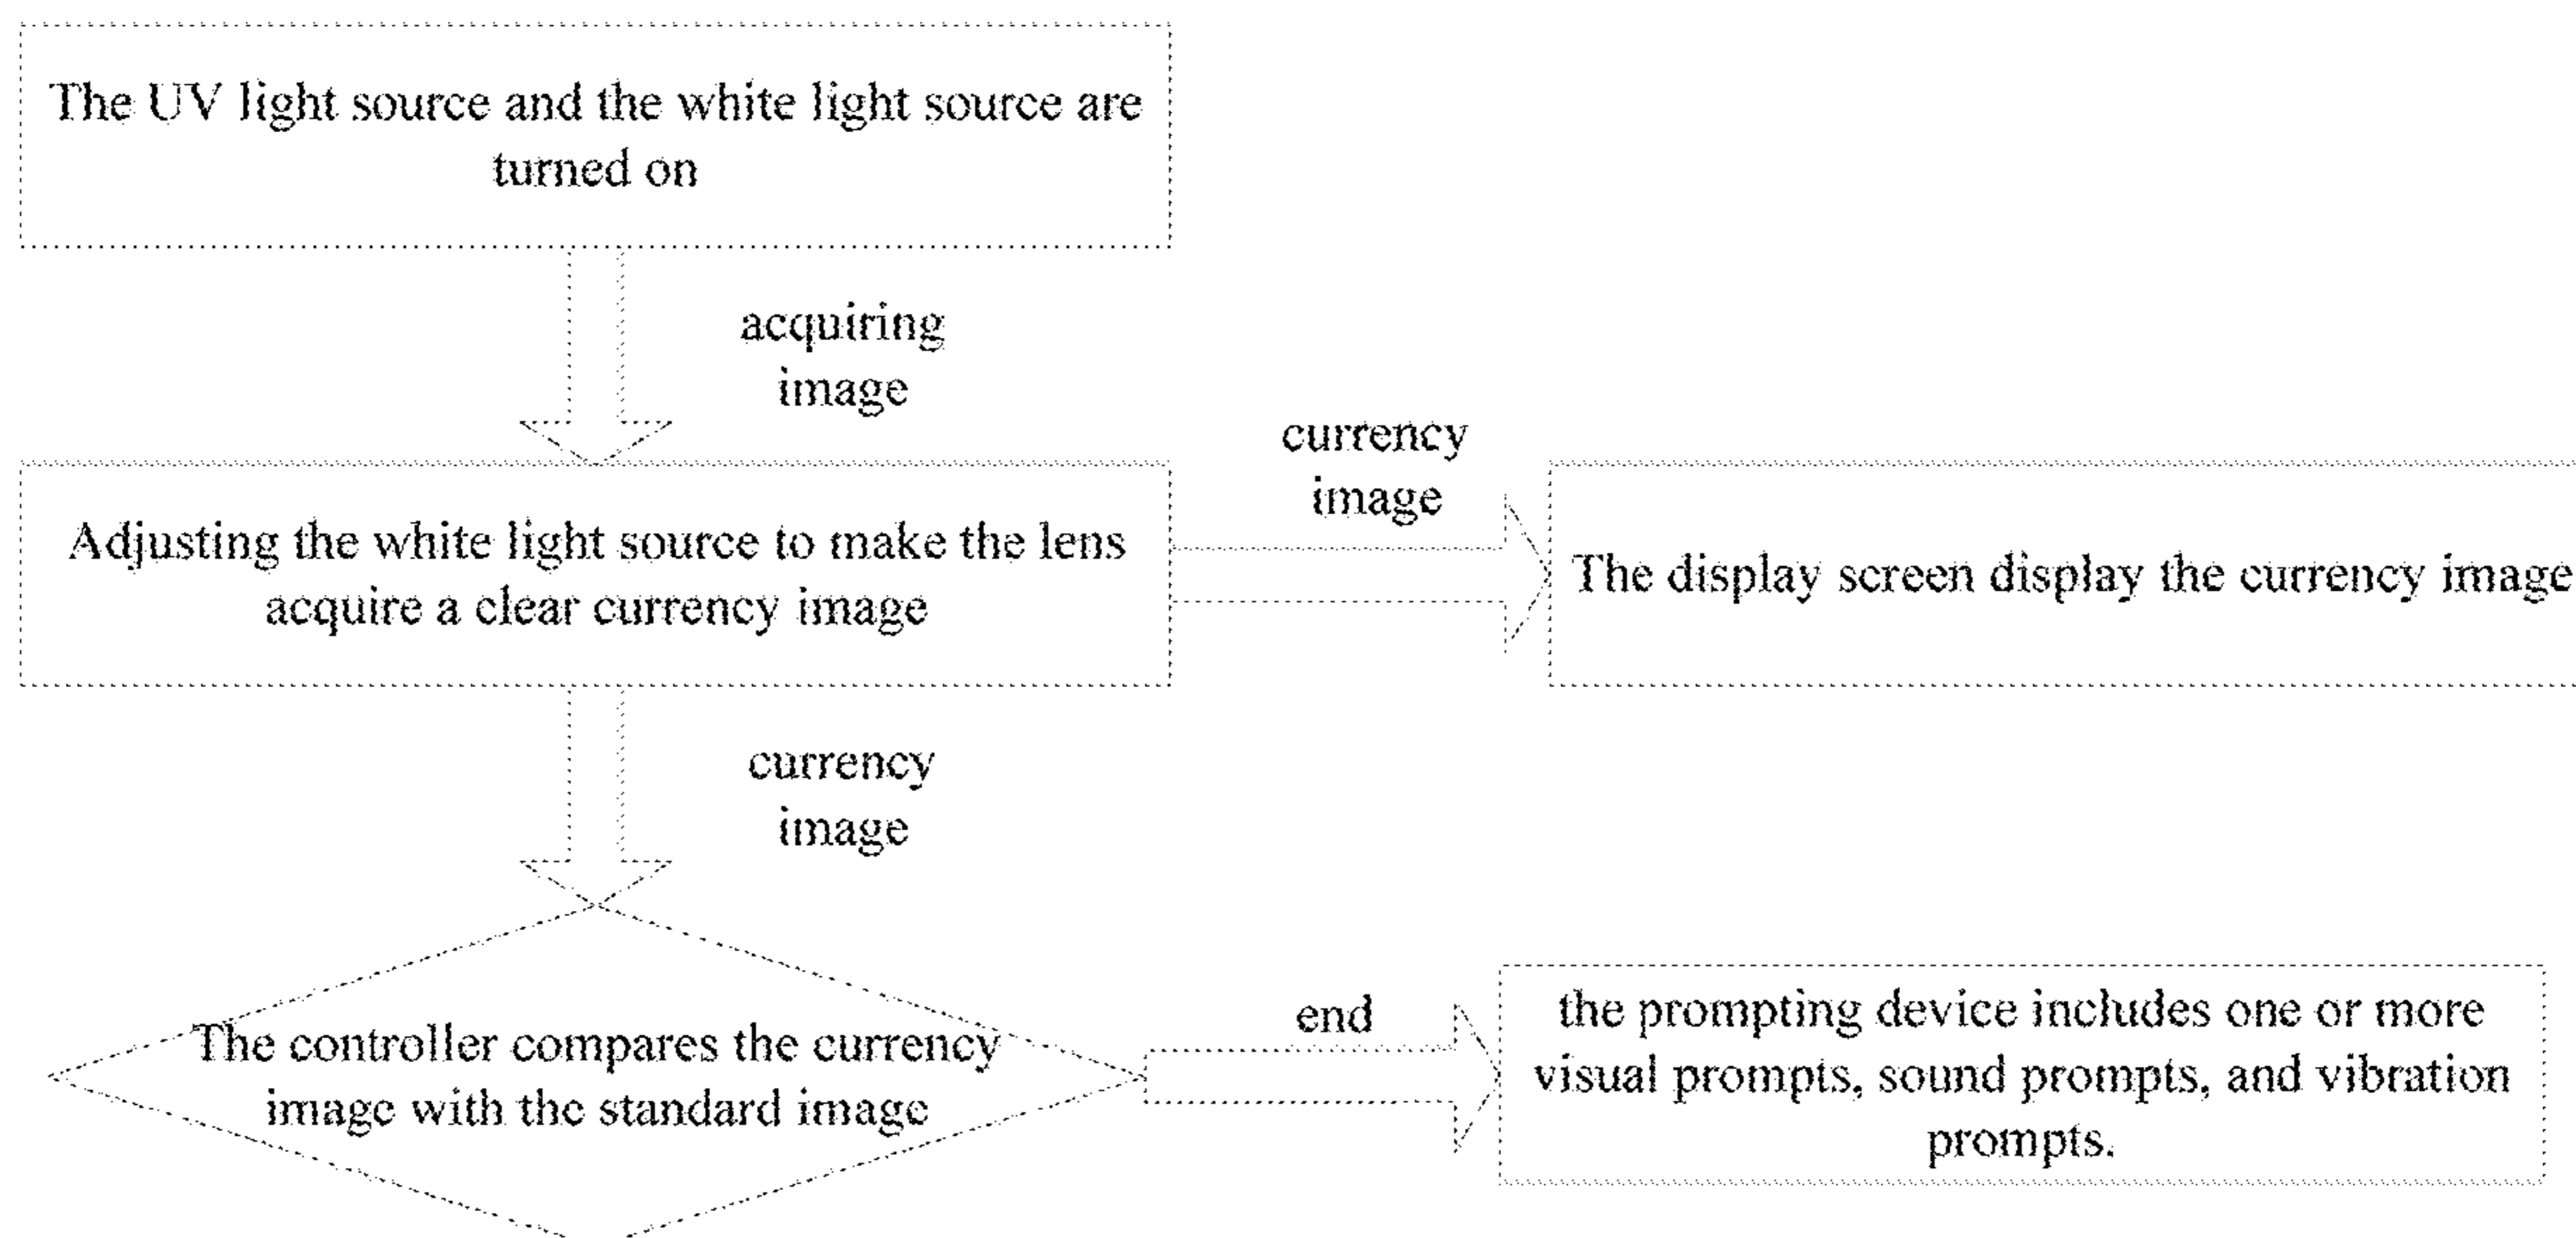 The UV light source and the white light source are
turned on
acquiring
image
currency
image
Adjusting the white light source to make the lens
acquire a clear currency image
The display screen display the currency image
currency
image
The controller compares the currency
image with the standard image
end
the prompting device includes one or more
visual prompts, sound prompts, and vibration
prompts.